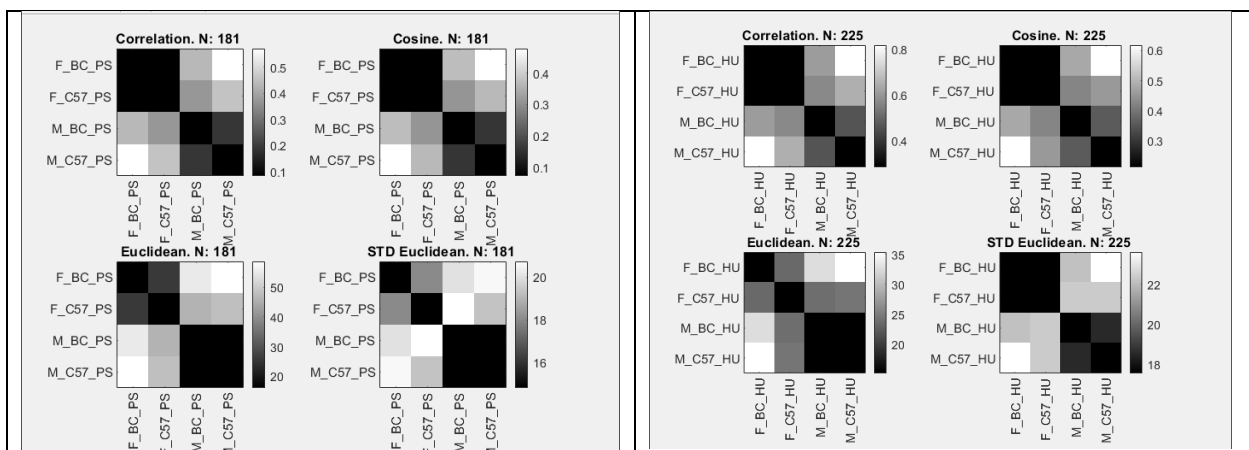 Correlation. N: 181
F_BC_PS
F_C57_PS
M_BC_PS
M_C57_PS
0.5
0.4
0.3
0.2
0.1
F_BC_PS
F_C57_PS
M_BC_PS
M_C57_PS
Cosine. N: 181
F_BC_PS
F_C57_PS
M_BC_PS
M_C57_PS
0.4
0.3
0.2
0.1
F_BC_PS
F_C57_PS
M_BC_PS
M_C57_PS
Euclidean. N: 181
F_BC_PS
F_C57_PS
M_BC_PS
M_C57_PS
50
40
30
20
F_BC_PS
F_C57_PS
M_BC_PS
M_C57_PS
STD Euclidean. N: 181
F_BC_PS
F_C57_PS
M_BC_PS
M_C57_PS
20
18
16
F_BC_PS
F_C57_PS
M_BC_PS
M_C57_PS
Correlation. N: 225
F_BC_HU
F_C57_HU
M_BC_HU
M_C57_HU
0.8
0.6
0.4
F_BC_HU
F_C57_HU
M_BC_HU
M_C57_HU
Cosine. N: 225
F_BC_HU
F_C57_HU
M_BC_HU
M_C57_HU
0.6
0.5
0.4
0.3
F_BC_HU
F_C57_HU
M_BC_HU
M_C57_HU
Euclidean. N: 225
F_BC_HU
F_C57_HU
M_BC_HU
M_C57_HU
35
30
25
20
F_BC_HU
F_C57_HU
M_BC_HU
M_C57_HU
STD Euclidean. N: 225
F_BC_HU
F_C57_HU
M_BC_HU
M_C57_HU
22
20
18
F_BC_HU
F_C57_HU
M_BC_HU
M_C57_HU